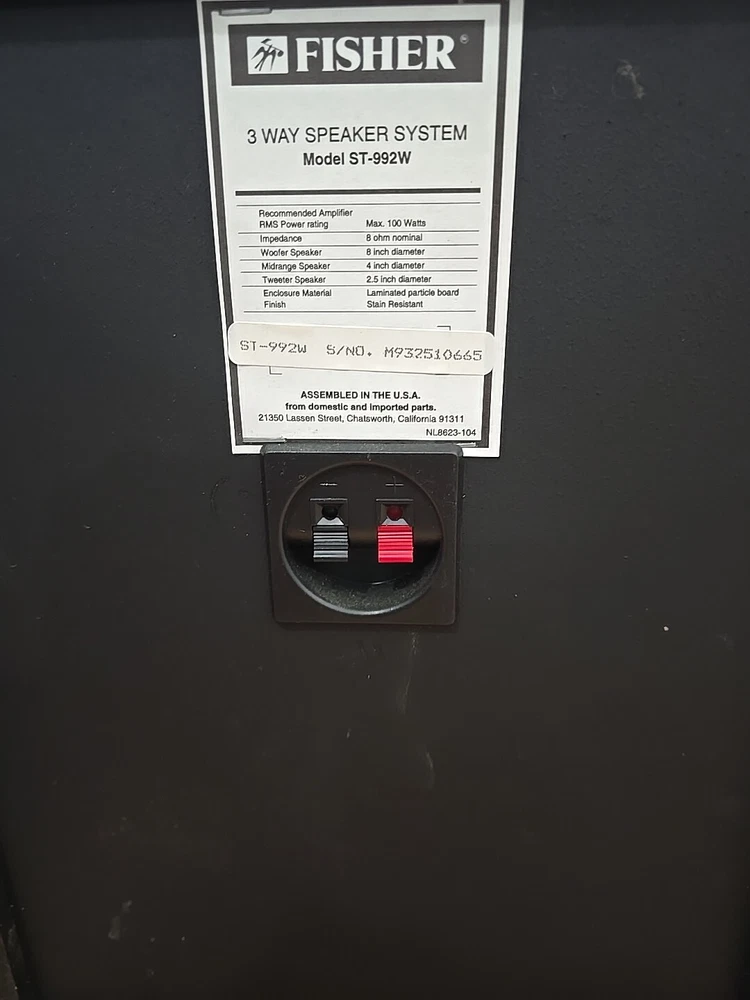 FISHER®
3 WAY SPEAKER SYSTEM
Model ST-992W
Recommended Amplifier
RMS Power rating Max. 100 Watts
Impedance 8 ohm nominal
Woofer Speaker 8 inch diameter
Midrange Speaker 4 inch diameter
Tweeter Speaker 2.5 inch diameter
Enclosure Material Laminated particle board
Finish Stain Resistant
ST-992W S/NO. M932510665
ASSEMBLED IN THE U.S.A.
from domestic and imported parts.
21350 Lassen Street, Chatsworth, California 91311
NL8623-104
- +